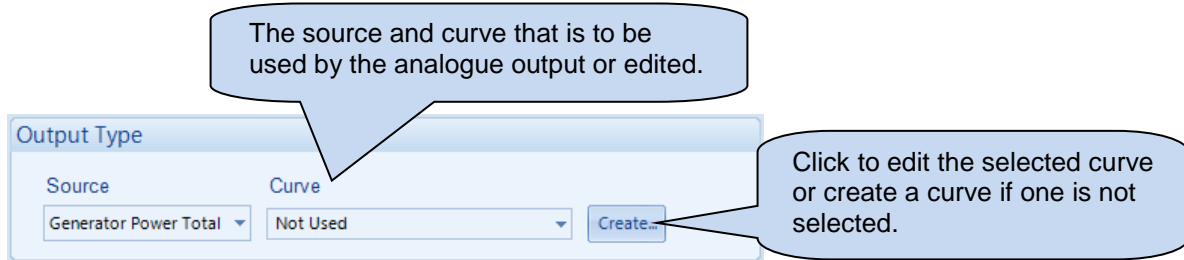 The source and curve that is to be
used by the analogue output or edited.
Output Type
Source Curve
Generator Power Total Not Used Create...
Click to edit the selected curve
or create a curve if one is not
selected.